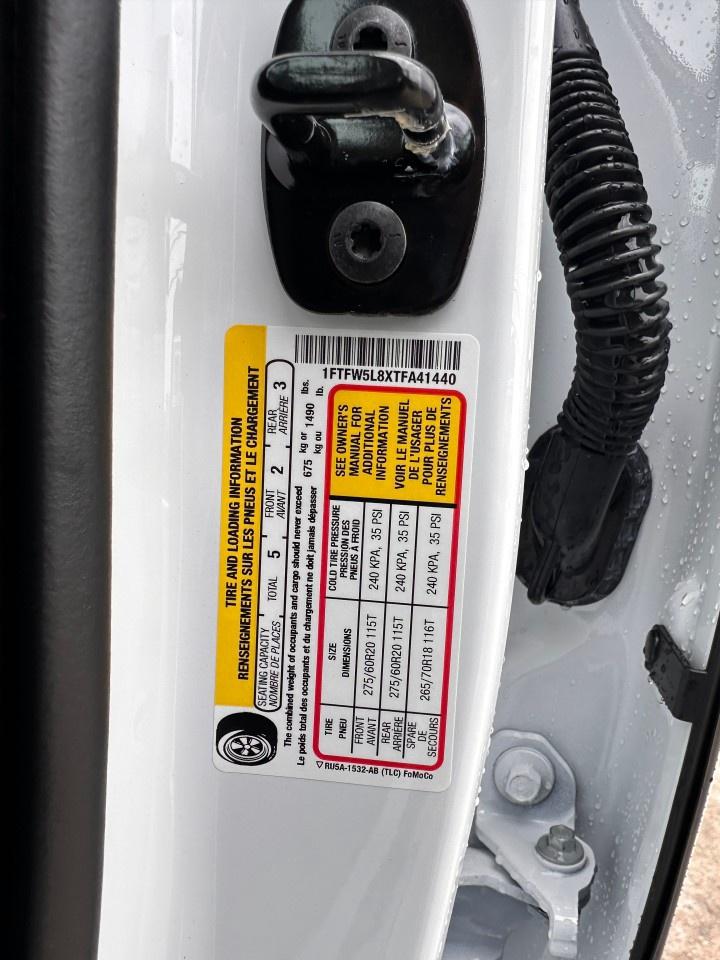 1FTFW5L8XTFA41440
TIRE AND LOADING INFORMATION
RENSEIGNEMENTS SUR LES PNEUS ET LE CHARGEMENT
SEATING CAPACITY TOTAL 5 FRONT 2 REAR 3
NOMBRE DE PLACES AVANT ARRIÈRE
The combined weight of occupants and cargo should never exceed 675 kg or 1490 lbs.
Le poids total des occupants et du chargement ne doit jamais dépasser kg ou lb.
TIRE SIZE COLD TIRE PRESSURE
PNEU DIMENSIONS PRESSION DES
PNEUS À FROID
FRONT 275/60R20 115T 240 KPA, 35 PSI
AVANT
REAR 275/60R20 115T 240 KPA, 35 PSI
ARRIÈRE
SPARE 265/70R18 116T 240 KPA, 35 PSI
DE
SECOURS
SEE OWNER'S
MANUAL FOR
ADDITIONAL
INFORMATION
VOIR LE MANUEL
DE L'USAGER
POUR PLUS DE
RENSEIGNEMENTS
▽RU5A-1532-AB (TLC) FoMoCo